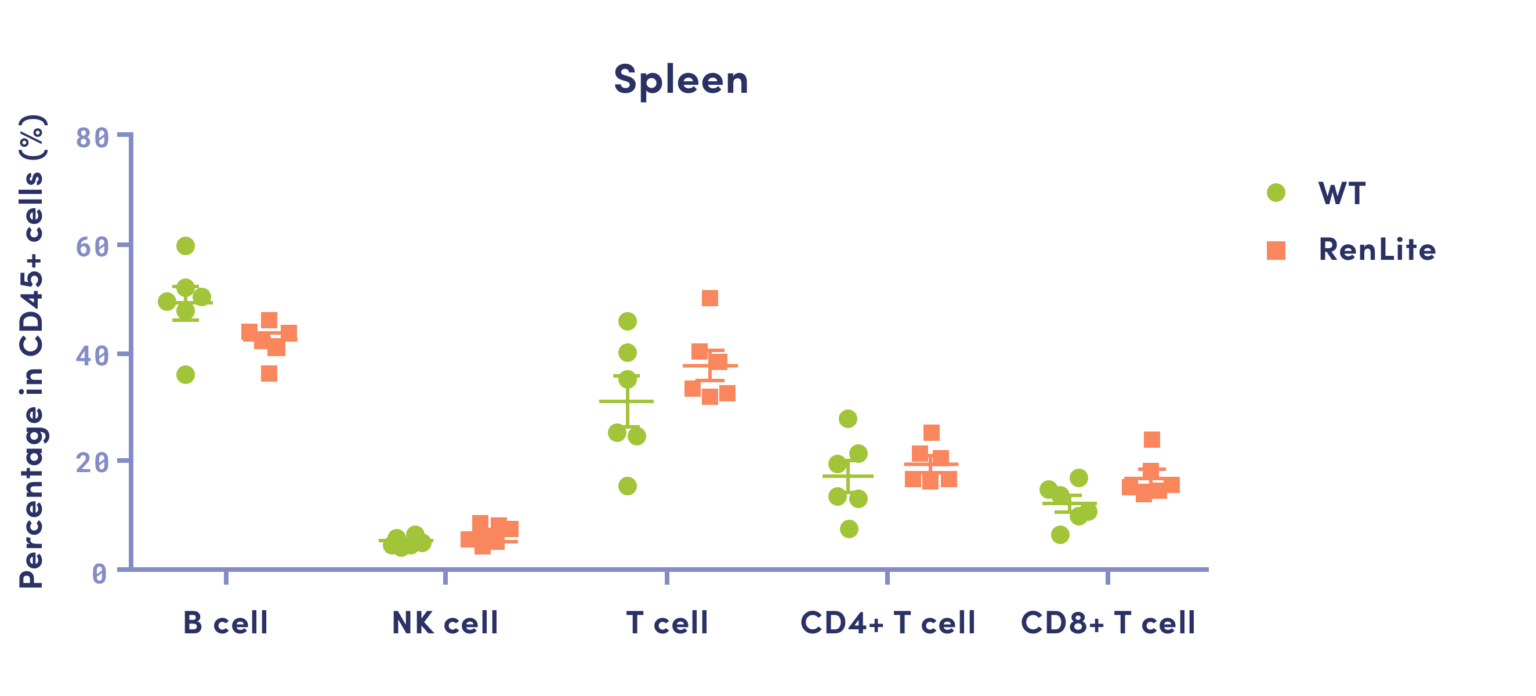 Spleen
Percentage in CD45+ cells (%)
80
60
40
20
0
B cell
NK cell
T cell
CD4+ T cell
CD8+ T cell
WT
RenLite